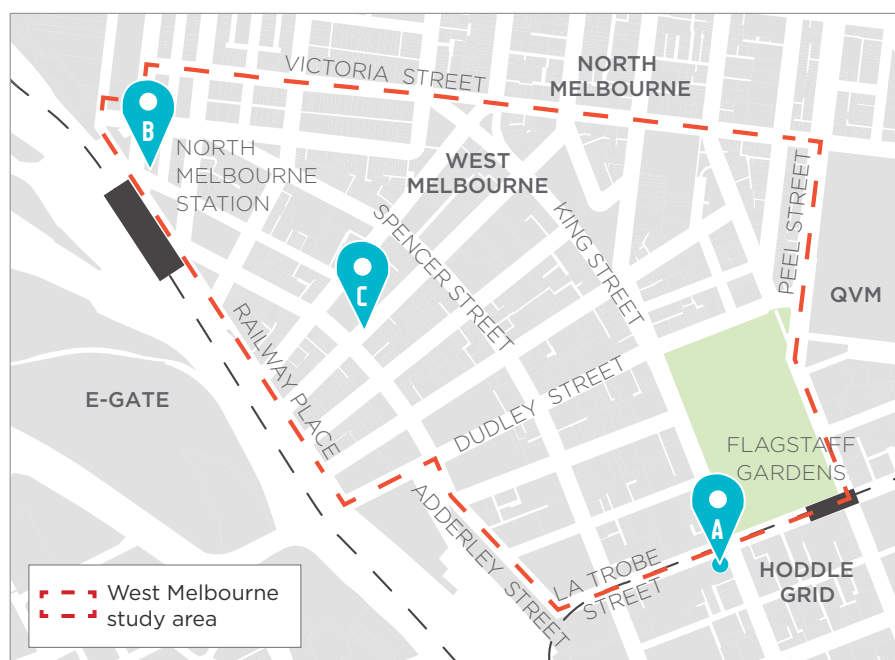 VICTORIA STREET
NORTH
MELBOURNE
B
NORTH
MELBOURNE
STATION
WEST
MELBOURNE
SPENCER STREET
KING STREET
PEEL STREET
QVM
C
RAILWAY PLACE
E-GATE
DUDLEY STREET
FLAGSTAFF
GARDENS
A
ADDERLEY STREET
LA TROBE
STREET
HODDLE
GRID
West Melbourne
study area